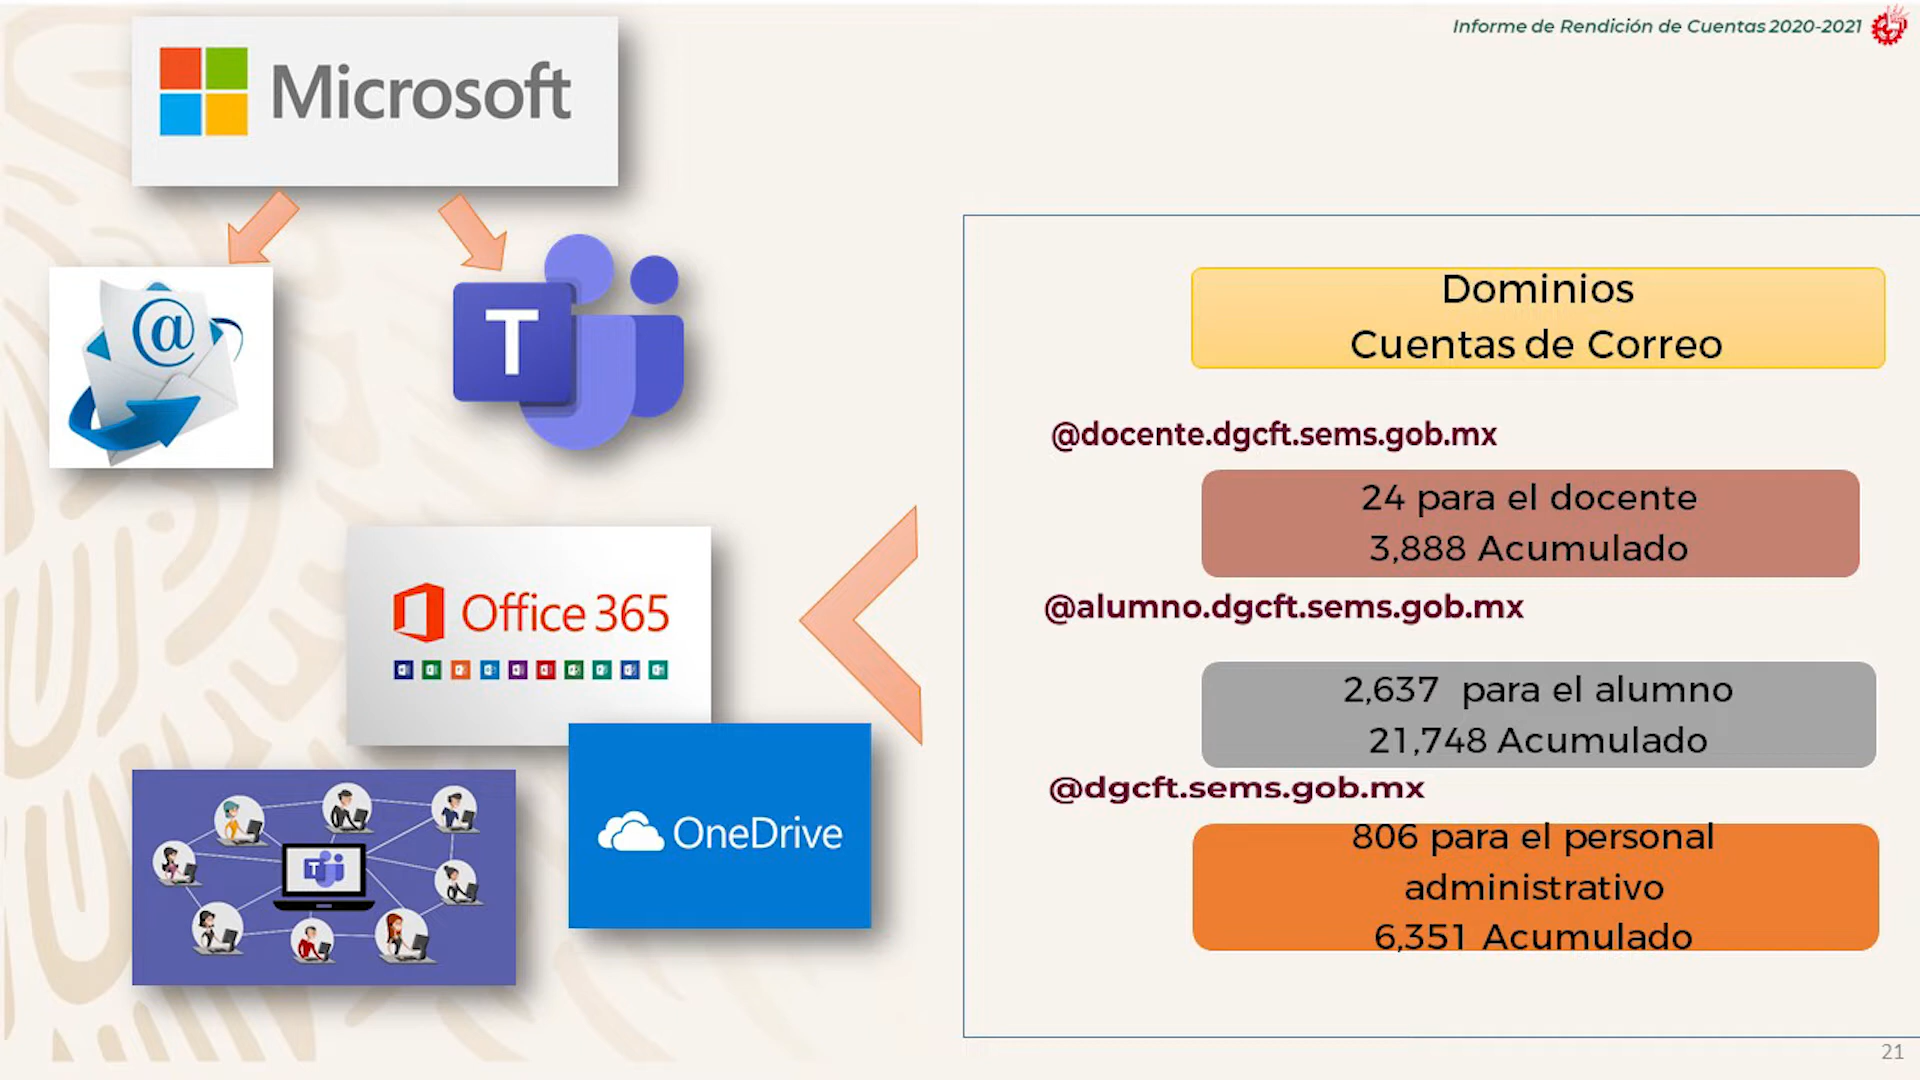 Informe de Rendición de Cuentas 2020-2021
Microsoft
@
T
Office 365
OneDrive
T
Dominios
Cuentas de Correo
@docente.dgcft.sems.gob.mx
24 para el docente
3,888 Acumulado
@alumno.dgcft.sems.gob.mx
2,637 para el alumno
21,748 Acumulado
@dgcft.sems.gob.mx
806 para el personal
administrativo
6,351 Acumulado
21